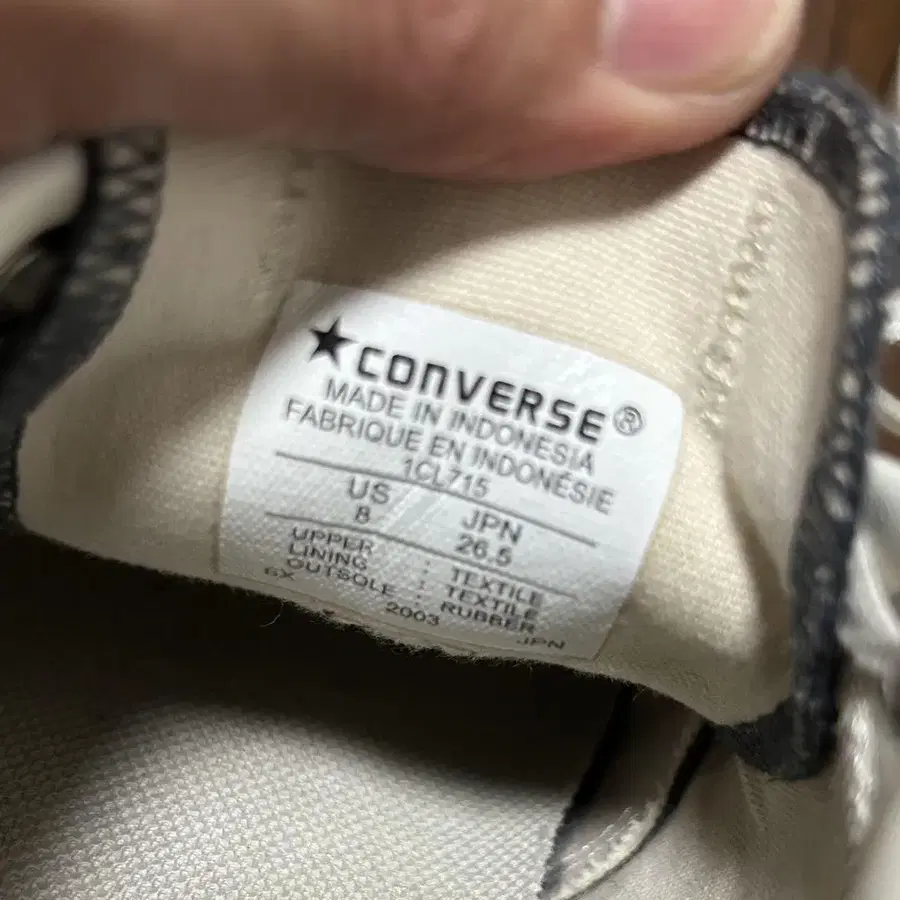 ★CONVERSE®
MADE IN INDONESIA
FABRIQUE EN INDONÉSIE
1CL715
US JPN
8 26.5
UPPER : TEXTILE
LINING : TEXTILE
OUTSOLE : RUBBER
6X 2003 JPN